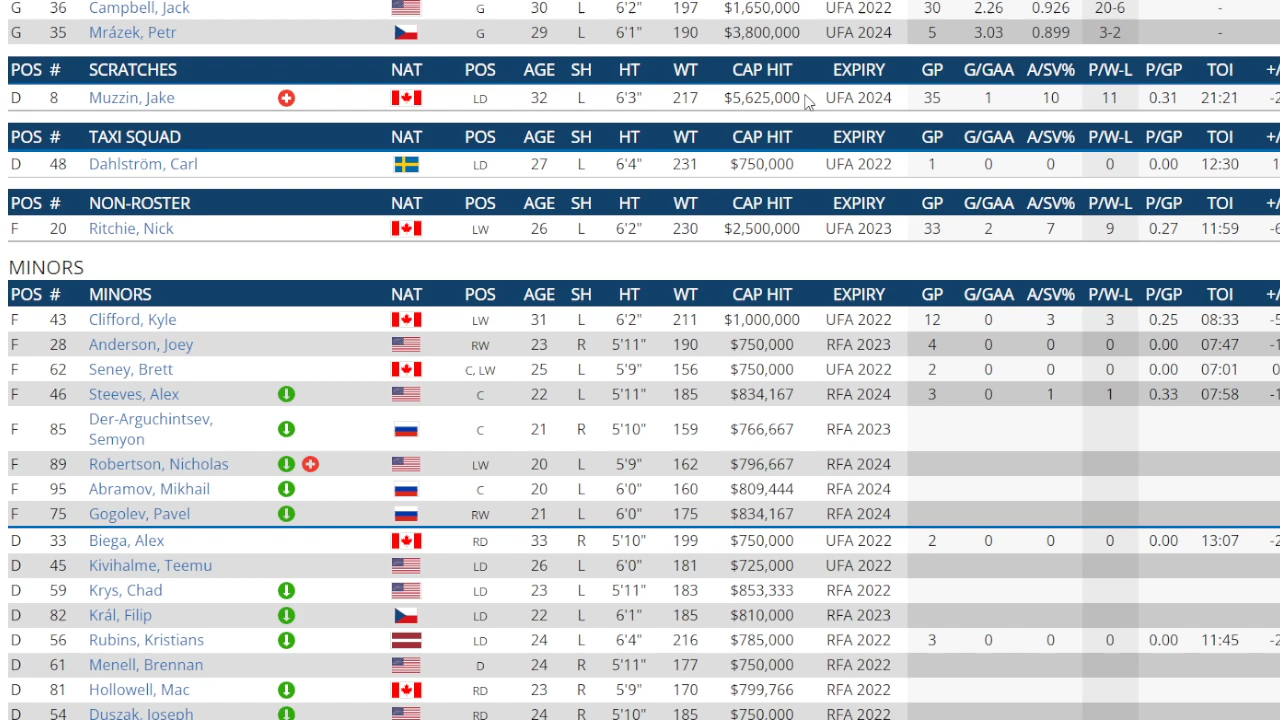 G 36 Campbell, Jack G 30 L 6'2" 197 $1,650,000 UFA 2022 30 2.26 0.926 20-6 -
G 35 Mrázek, Petr G 29 L 6'1" 190 $3,800,000 UFA 2024 5 3.03 0.899 3-2 -
POS # SCRATCHES NAT POS AGE SH HT WT CAP HIT EXPIRY GP G/GAA A/SV% P/W-L P/GP TOI +/
D 8 Muzzin, Jake LD 32 L 6'3" 217 $5,625,000 UFA 2024 35 1 10 11 0.31 21:21 -2
POS # TAXI SQUAD NAT POS AGE SH HT WT CAP HIT EXPIRY GP G/GAA A/SV% P/W-L P/GP TOI +/
D 48 Dahlström, Carl LD 27 L 6'4" 231 $750,000 UFA 2022 1 0 0 0 0.00 12:30
POS # NON-ROSTER NAT POS AGE SH HT WT CAP HIT EXPIRY GP G/GAA A/SV% P/W-L P/GP TOI +/
F 20 Ritchie, Nick LW 26 L 6'2" 230 $2,500,000 UFA 2023 33 2 7 9 0.27 11:59 -6
MINORS
POS # MINORS NAT POS AGE SH HT WT CAP HIT EXPIRY GP G/GAA A/SV% P/W-L P/GP TOI +/
F 43 Clifford, Kyle LW 31 L 6'2" 211 $1,000,000 UFA 2022 12 0 3 3 0.25 08:33 5
F 28 Anderson, Joey RW 23 R 5'11" 190 $750,000 RFA 2023 4 0 0 0 0.00 07:47 -1
F 62 Seney, Brett C, LW 25 L 5'9" 156 $750,000 UFA 2022 2 0 0 0 0.00 07:01 0
F 46 Steeves, Alex C 22 L 5'11" 185 $834,167 RFA 2024 3 0 1 1 0.33 07:58 -1
F 85 Der-Arguchintsev, Semyon C 21 R 5'10" 159 $766,667 RFA 2023
F 89 Robertson, Nicholas LW 20 L 5'9" 162 $796,667 RFA 2024
F 95 Abramov, Mikhail C 20 L 6'0" 160 $809,444 RFA 2024
F 75 Gogolev, Pavel RW 21 L 6'0" 175 $834,167 RFA 2024
D 33 Biega, Alex RD 33 R 5'10" 199 $750,000 UFA 2022 2 0 0 0 0.00 13:07 -2
D 45 Kivihalme, Teemu LD 26 L 6'0" 181 $725,000 UFA 2022
D 59 Krys, Chad LD 23 L 5'11" 183 $853,333 RFA 2022
D 82 Král, Filip LD 22 L 6'1" 185 $810,000 RFA 2023
D 56 Rubins, Kristians LD 24 L 6'4" 216 $785,000 RFA 2022 3 0 0 0 0.00 11:45
D 61 Menell, Brennan D 24 R 5'11" 177 $750,000 RFA 2022
D 81 Hollowell, Mac RD 23 R 5'9" 170 $799,766 RFA 2022
D 54 Duszak, Joseph RD 24 R 5'10" 185 $750,000 RFA 2022